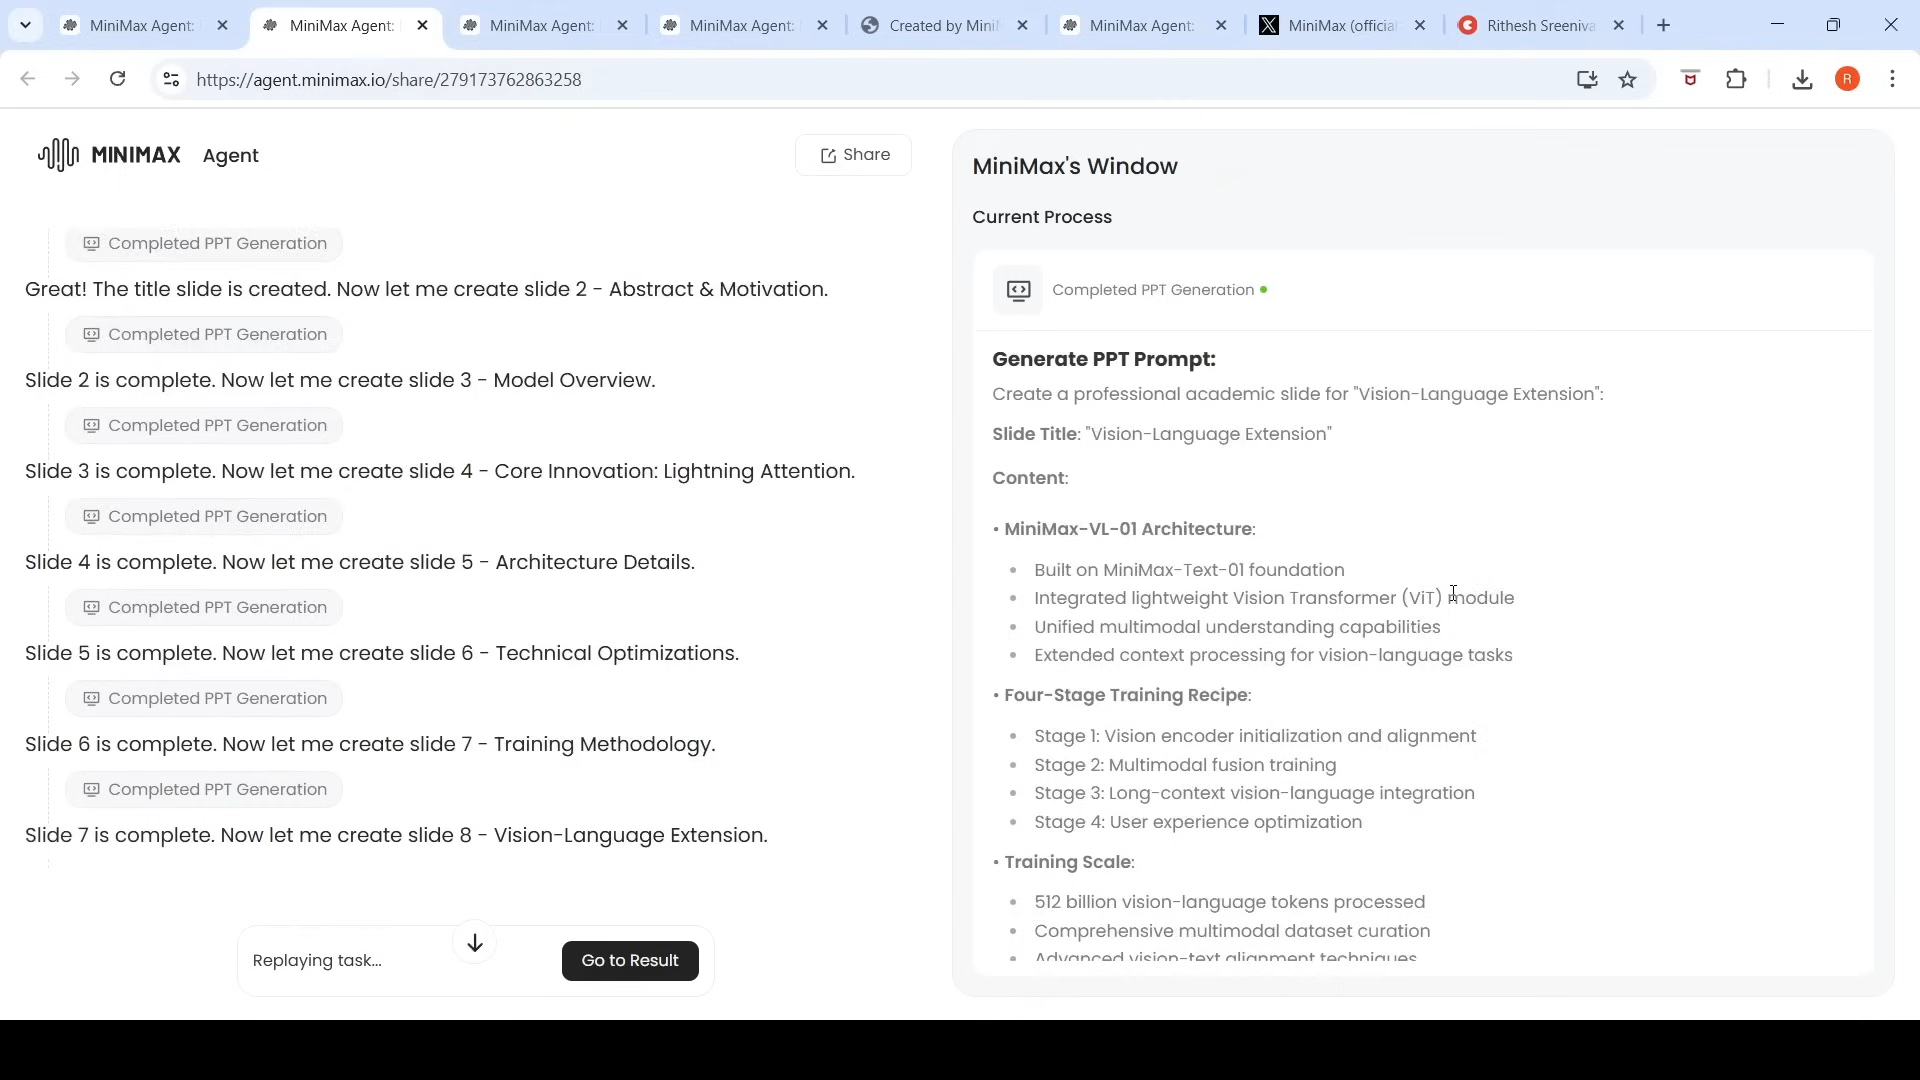 MiniMax Agent:
MiniMax Agent:
MiniMax Agent:
MiniMax Agent:
Created by Mini
MiniMax Agent:
MiniMax (official
Rithesh Sreeniva
https://agent.minimax.io/share/279173762863258
R
MINIMAX Agent
Share
Completed PPT Generation
Great! The title slide is created. Now let me create slide 2 - Abstract & Motivation.
Completed PPT Generation
Slide 2 is complete. Now let me create slide 3 - Model Overview.
Completed PPT Generation
Slide 3 is complete. Now let me create slide 4 - Core Innovation: Lightning Attention.
Completed PPT Generation
Slide 4 is complete. Now let me create slide 5 - Architecture Details.
Completed PPT Generation
Slide 5 is complete. Now let me create slide 6 - Technical Optimizations.
Completed PPT Generation
Slide 6 is complete. Now let me create slide 7 - Training Methodology.
Completed PPT Generation
Slide 7 is complete. Now let me create slide 8 - Vision-Language Extension.
Replaying task...
Go to Result
MiniMax's Window
Current Process
Completed PPT Generation
Generate PPT Prompt:
Create a professional academic slide for "Vision-Language Extension":
Slide Title: "Vision-Language Extension"
Content:
• MiniMax-VL-01 Architecture:
• Built on MiniMax-Text-01 foundation
• Integrated lightweight Vision Transformer (ViT) module
• Unified multimodal understanding capabilities
• Extended context processing for vision-language tasks
• Four-Stage Training Recipe:
• Stage 1: Vision encoder initialization and alignment
• Stage 2: Multimodal fusion training
• Stage 3: Long-context vision-language integration
• Stage 4: User experience optimization
• Training Scale:
• 512 billion vision-language tokens processed
• Comprehensive multimodal dataset curation
• Advanced vision-text alignment techniques